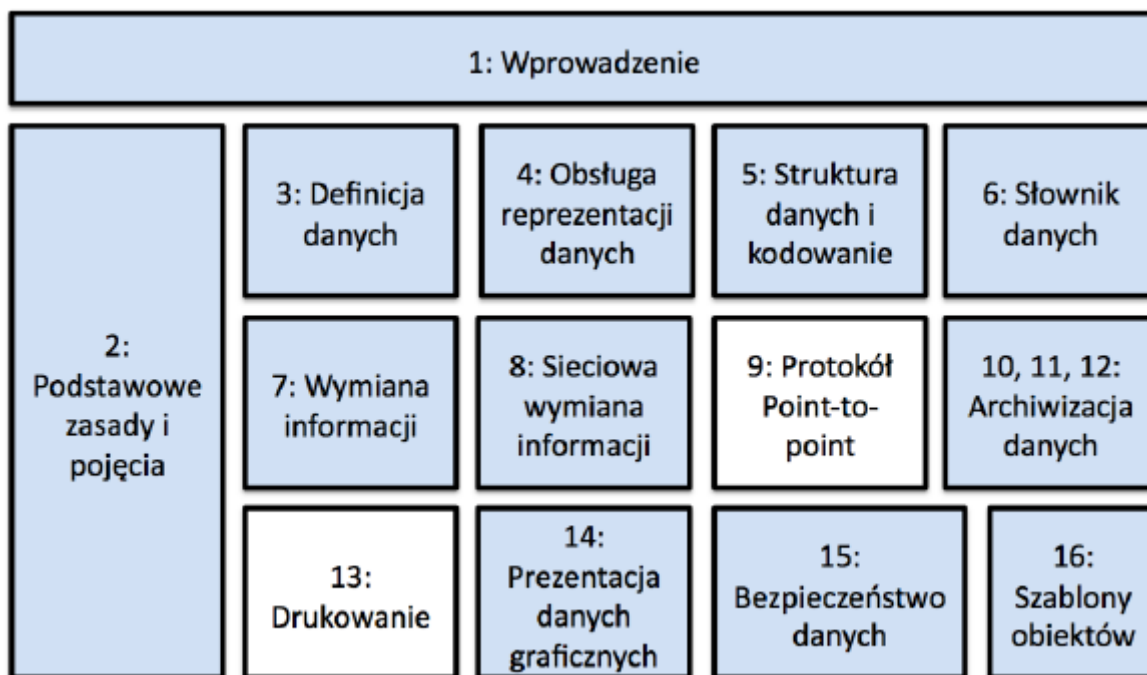 1: Wprowadzenie
2:
Podstawowe
zasady i
pojęcia
3: Definicja
danych
4: Obsługa
reprezentacji
danych
5: Struktura
danych i
kodowanie
6: Słownik
danych
7: Wymiana
informacji
8: Sieciowa
wymiana
informacji
9: Protokół
Point-to-
point
10, 11, 12:
Archiwizacja
danych
13:
Drukowanie
14:
Prezentacja
danych
graficznych
15:
Bezpieczeństwo
danych
16:
Szablony
obiektów